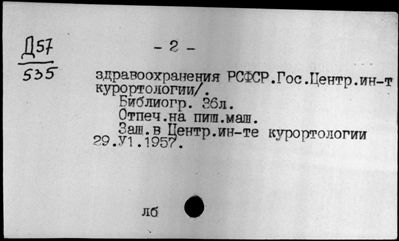 Д57
535
- 2 -
здравоохранения РСФСР.Гос.Центр.ин-т
курортологии/.
Библиогр. 36л.
Отпеч.на пиш.маш.
Защ.в Центр.ин-те курортологии
29.У1.1957.
лб